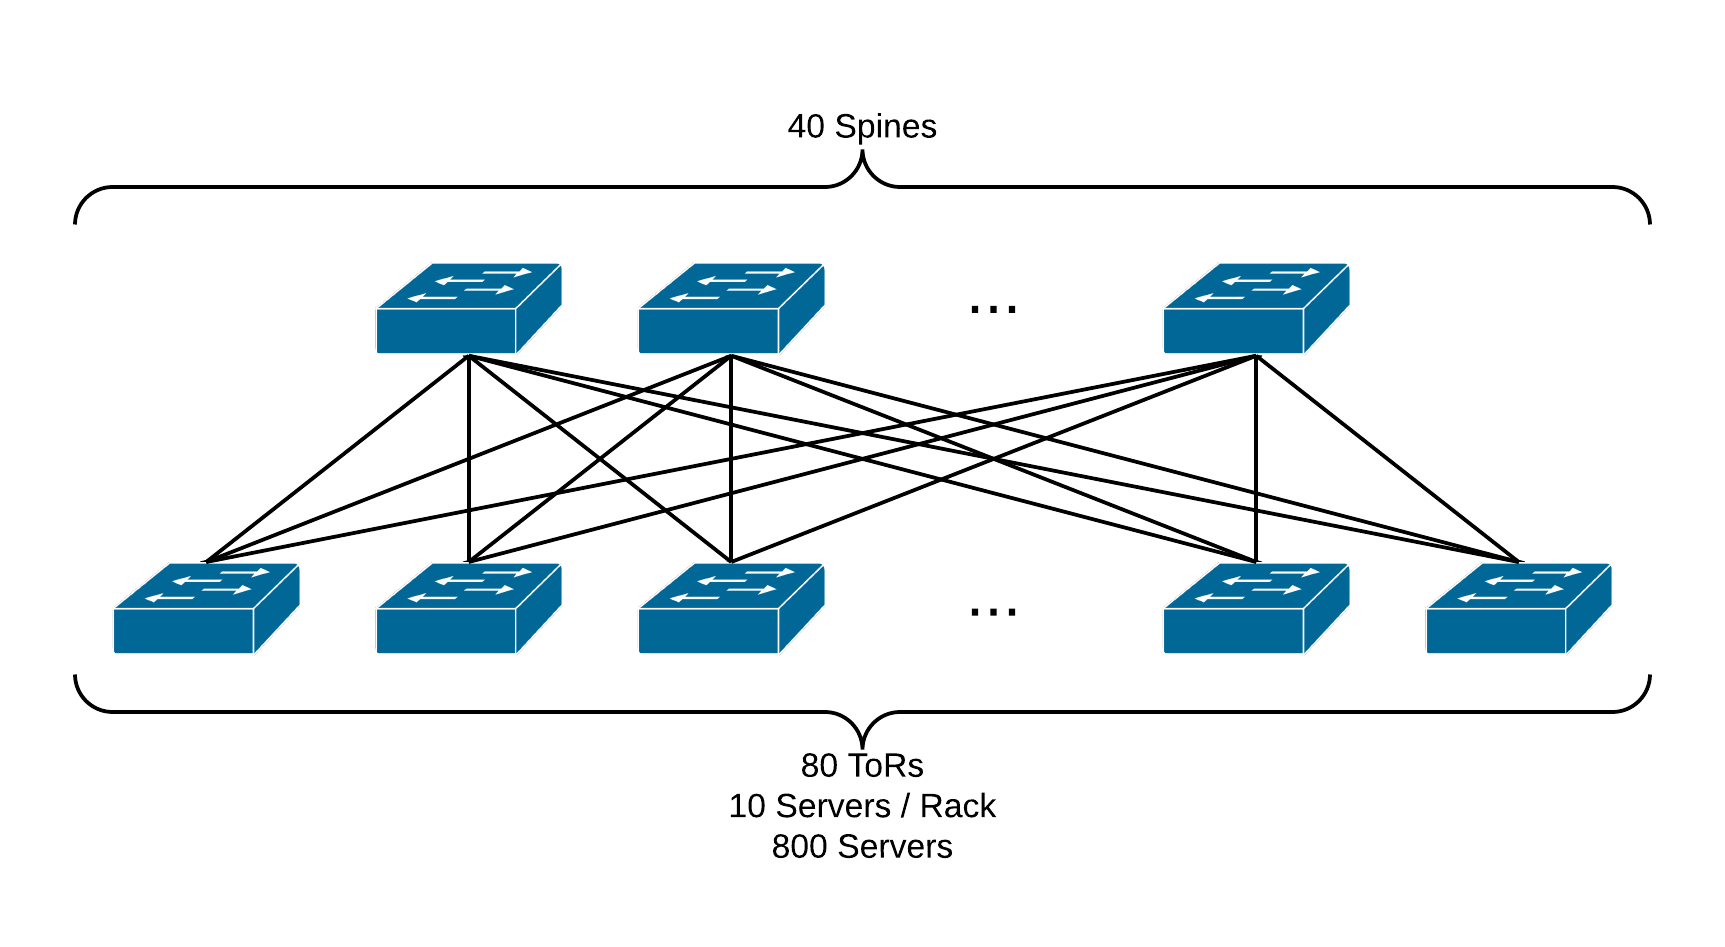 40 Spines
...
...
80 ToRs
10 Servers / Rack
800 Servers